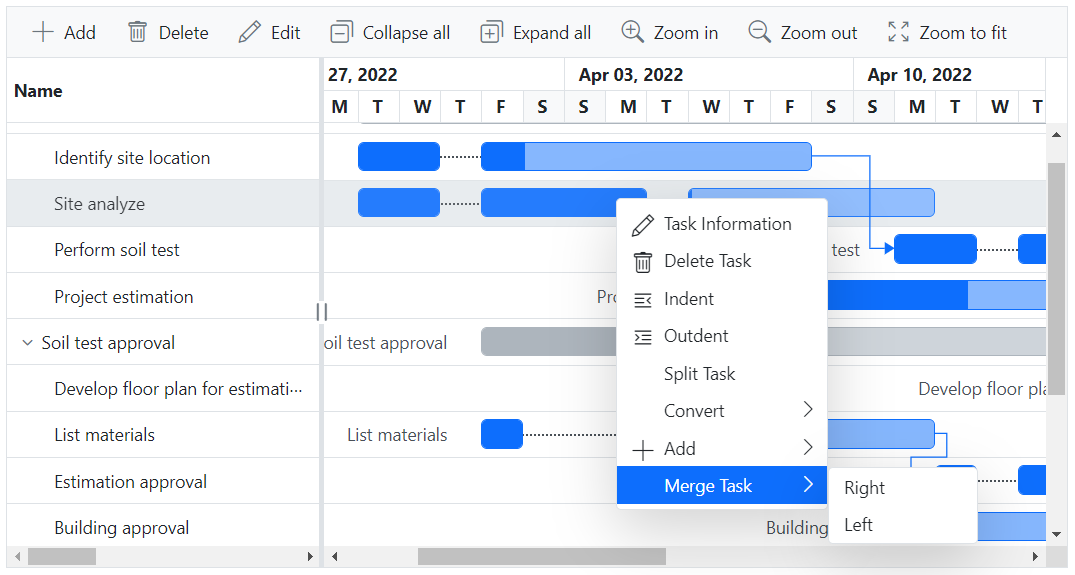 Add Delete Edit Collapse all Expand all Zoom in Zoom out Zoom to fit
Name
27, 2022 Apr 03, 2022 Apr 10, 2022
M T W T F S S M T W T F S S M T W T
Identify site location
Site analyze
Perform soil test
test
Project estimation
Pr
Soil test approval
oil test approval
Develop floor plan for estimati...
Develop floor pla
List materials
List materials
Estimation approval
Building approval
Building
Task Information
Delete Task
Indent
Outdent
Split Task
Convert
Add
Merge Task
Right
Left